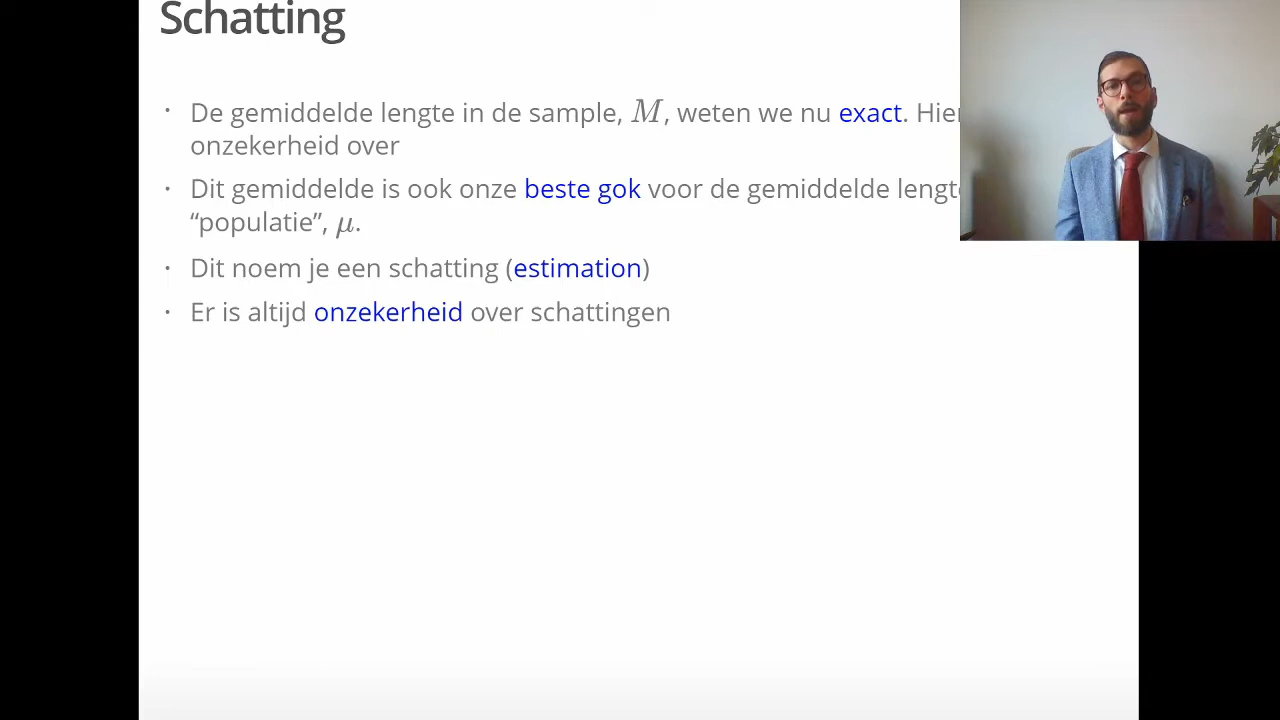 Schatting
De gemiddelde lengte in de sample, M, weten we nu exact. Hier
onzekerheid over
Dit gemiddelde is ook onze beste gok voor de gemiddelde
“populatie”, μ.
Dit noem je een schatting (estimation)
Er is altijd onzekerheid over schattingen